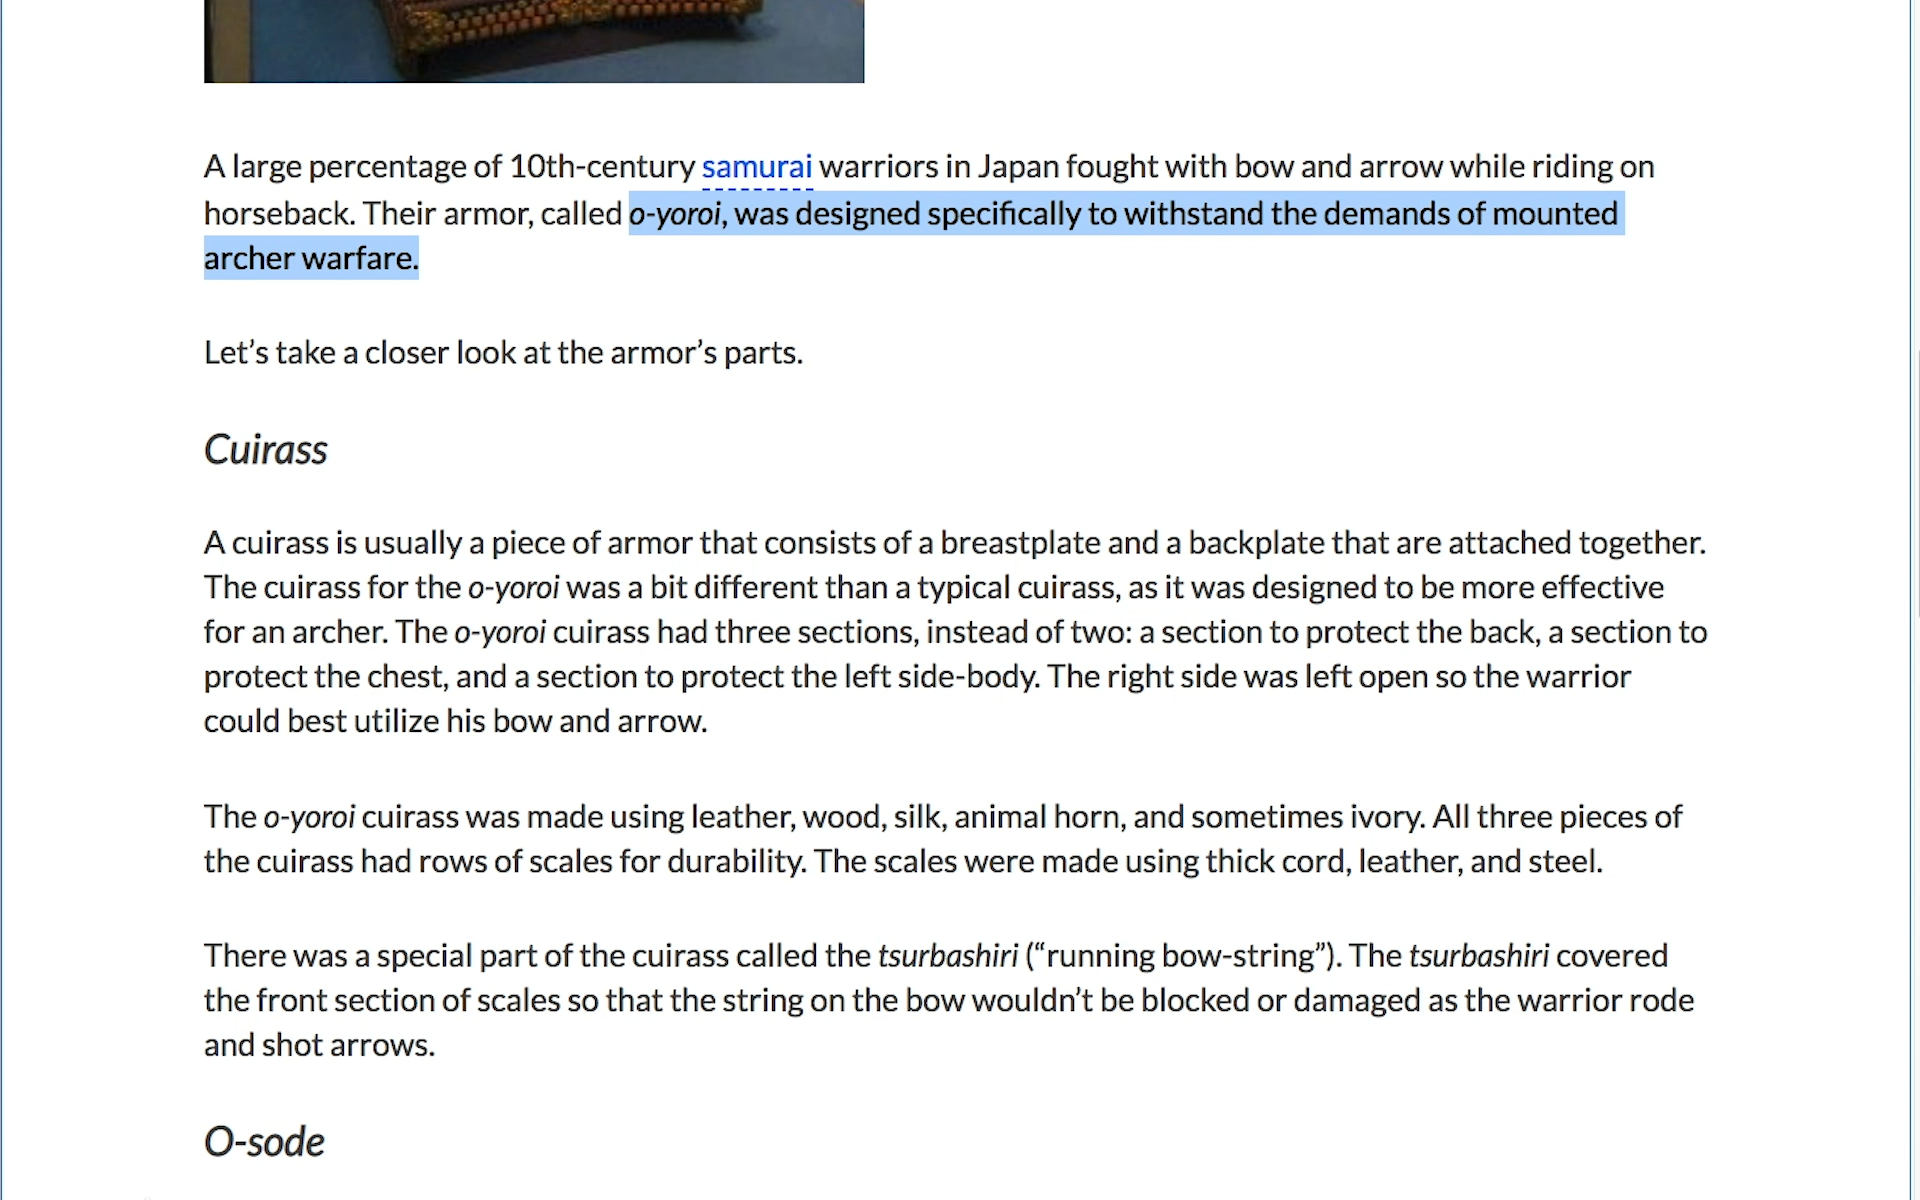 A large percentage of 10th-century samurai warriors in Japan fought with bow and arrow while riding on
horseback. Their armor, called o-yoroi, was designed specifically to withstand the demands of mounted
archer warfare.
Let’s take a closer look at the armor’s parts.
Cuirass
A cuirass is usually a piece of armor that consists of a breastplate and a backplate that are attached together.
The cuirass for the o-yoroi was a bit different than a typical cuirass, as it was designed to be more effective
for an archer. The o-yoroi cuirass had three sections, instead of two: a section to protect the back, a section to
protect the chest, and a section to protect the left side-body. The right side was left open so the warrior
could best utilize his bow and arrow.
The o-yoroi cuirass was made using leather, wood, silk, animal horn, and sometimes ivory. All three pieces of
the cuirass had rows of scales for durability. The scales were made using thick cord, leather, and steel.
There was a special part of the cuirass called the tsurbashiri (“running bow-string”). The tsurbashiri covered
the front section of scales so that the string on the bow wouldn’t be blocked or damaged as the warrior rode
and shot arrows.
O-sode